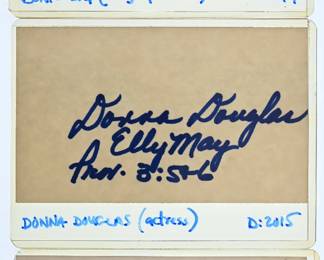 Donna Douglas
Elly May
Prov. 3:5+6
DONNA DOUGLAS (actress) D: 2015